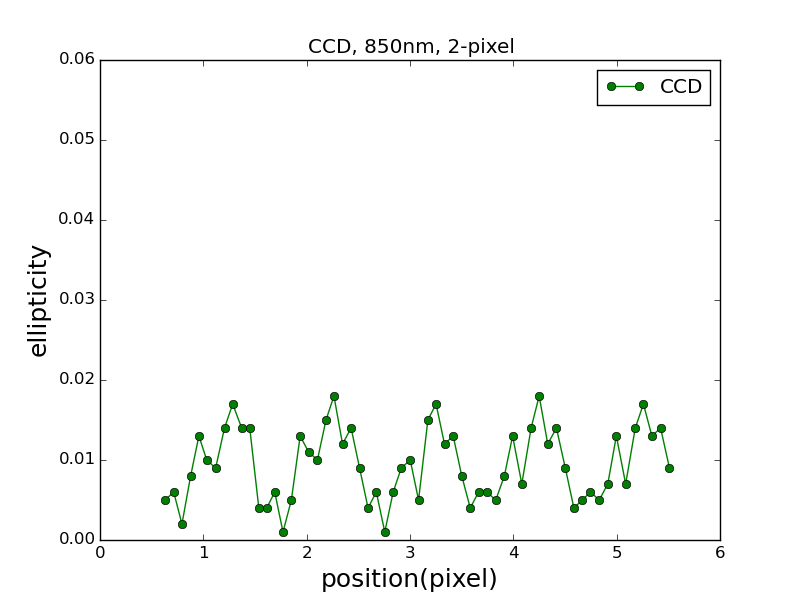 CCD, 850nm, 2-pixel
0.06
CCD
0.05
0.04
ellipticity
0.03
0.02
0.01
0.00
0 1 2 3 4 5 6
position(pixel)